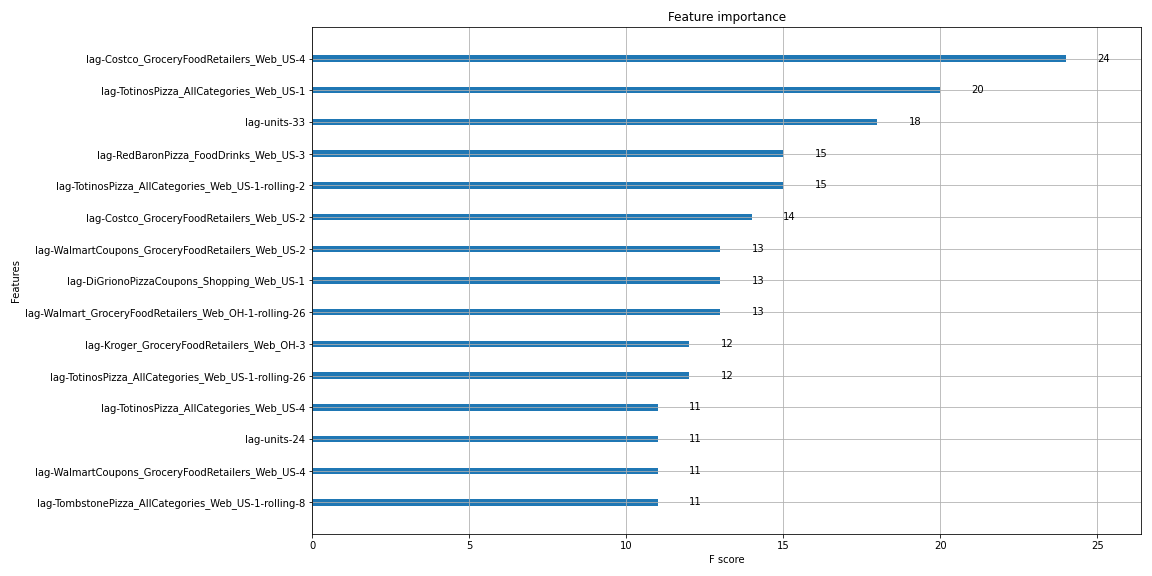 Feature importance
Features
lag-Costco_GroceryFoodRetailers_Web_US-4 24
lag-TotinosPizza_AllCategories_Web_US-1 20
lag-units-33 18
lag-RedBaronPizza_FoodDrinks_Web_US-3 15
lag-TotinosPizza_AllCategories_Web_US-1-rolling-2 15
lag-Costco_GroceryFoodRetailers_Web_US-2 14
lag-WalmartCoupons_GroceryFoodRetailers_Web_US-2 13
lag-DiGrionoPizzaCoupons_Shopping_Web_US-1 13
lag-Walmart_GroceryFoodRetailers_Web_OH-1-rolling-26 13
lag-Kroger_GroceryFoodRetailers_Web_OH-3 12
lag-TotinosPizza_AllCategories_Web_US-1-rolling-26 12
lag-TotinosPizza_AllCategories_Web_US-4 11
lag-units-24 11
lag-WalmartCoupons_GroceryFoodRetailers_Web_US-4 11
lag-TombstonePizza_AllCategories_Web_US-1-rolling-8 11
0 5 10 15 20 25
F score